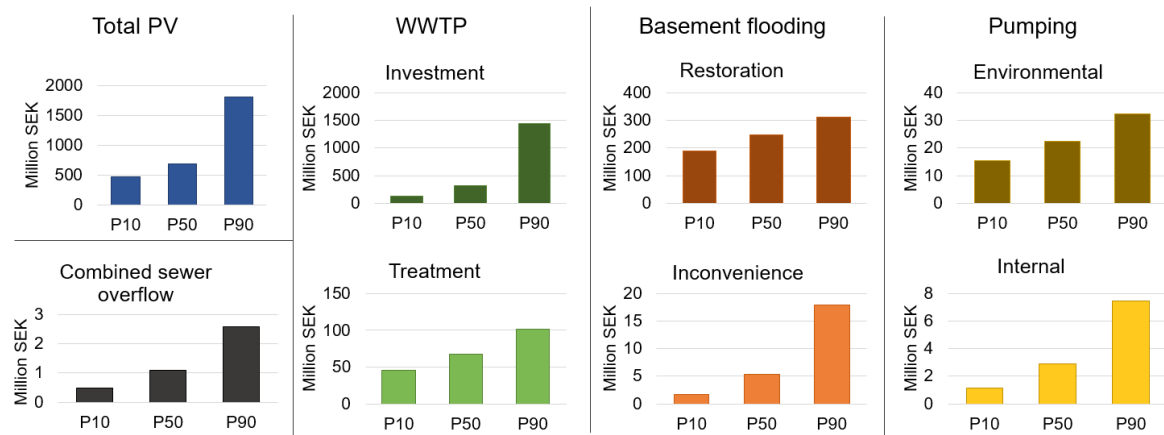 Total PV
Million SEK
2000
1500
1000
500
0
P10 P50 P90
Combined sewer
overflow
Million SEK
3
2
1
0
P10 P50 P90
WWTP
Investment
Million SEK
2000
1500
1000
500
0
P10 P50 P90
Treatment
Million SEK
150
100
50
0
P10 P50 P90
Basement flooding
Restoration
Million SEK
400
300
200
100
0
P10 P50 P90
Inconvenience
Million SEK
20
15
10
5
0
P10 P50 P90
Pumping
Environmental
Million SEK
40
30
20
10
0
P10 P50 P90
Internal
Million SEK
8
6
4
2
0
P10 P50 P90